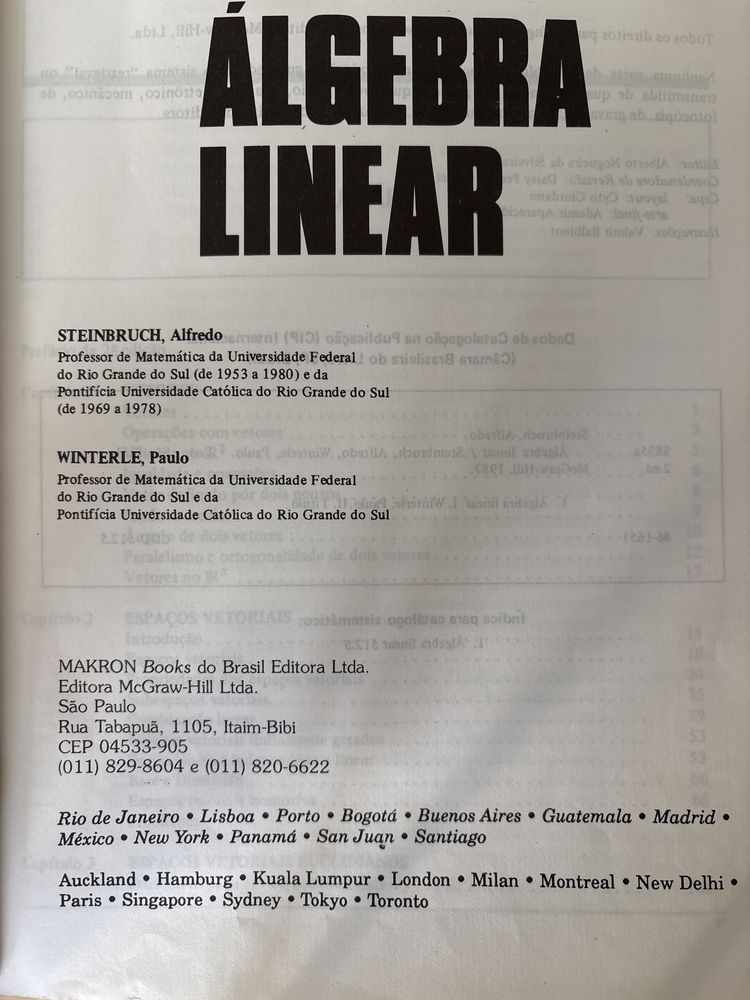 ÁLGEBRA
LINEAR
STEINBRUCH, Alfredo
Professor de Matemática da Universidade Federal
do Rio Grande do Sul (de 1953 a 1980) e da
Pontifícia Universidade Católica do Rio Grande do Sul
(de 1969 a 1978)
WINTERLE, Paulo
Professor de Matemática da Universidade Federal
do Rio Grande do Sul e da
Pontifícia Universidade Católica do Rio Grande do Sul
MAKRON Books do Brasil Editora Ltda.
Editora McGraw-Hill Ltda.
São Paulo
Rua Tabapuã, 1105, Itaim-Bibi
CEP 04533-905
(011) 829-8604 e (011) 820-6622
Rio de Janeiro • Lisboa • Porto • Bogotá • Buenos Aires • Guatemala • Madrid •
México • New York • Panamá • San Juan • Santiago
Auckland • Hamburg • Kuala Lumpur • London • Milan • Montreal • New Delhi •
Paris • Singapore • Sydney • Tokyo • Toronto